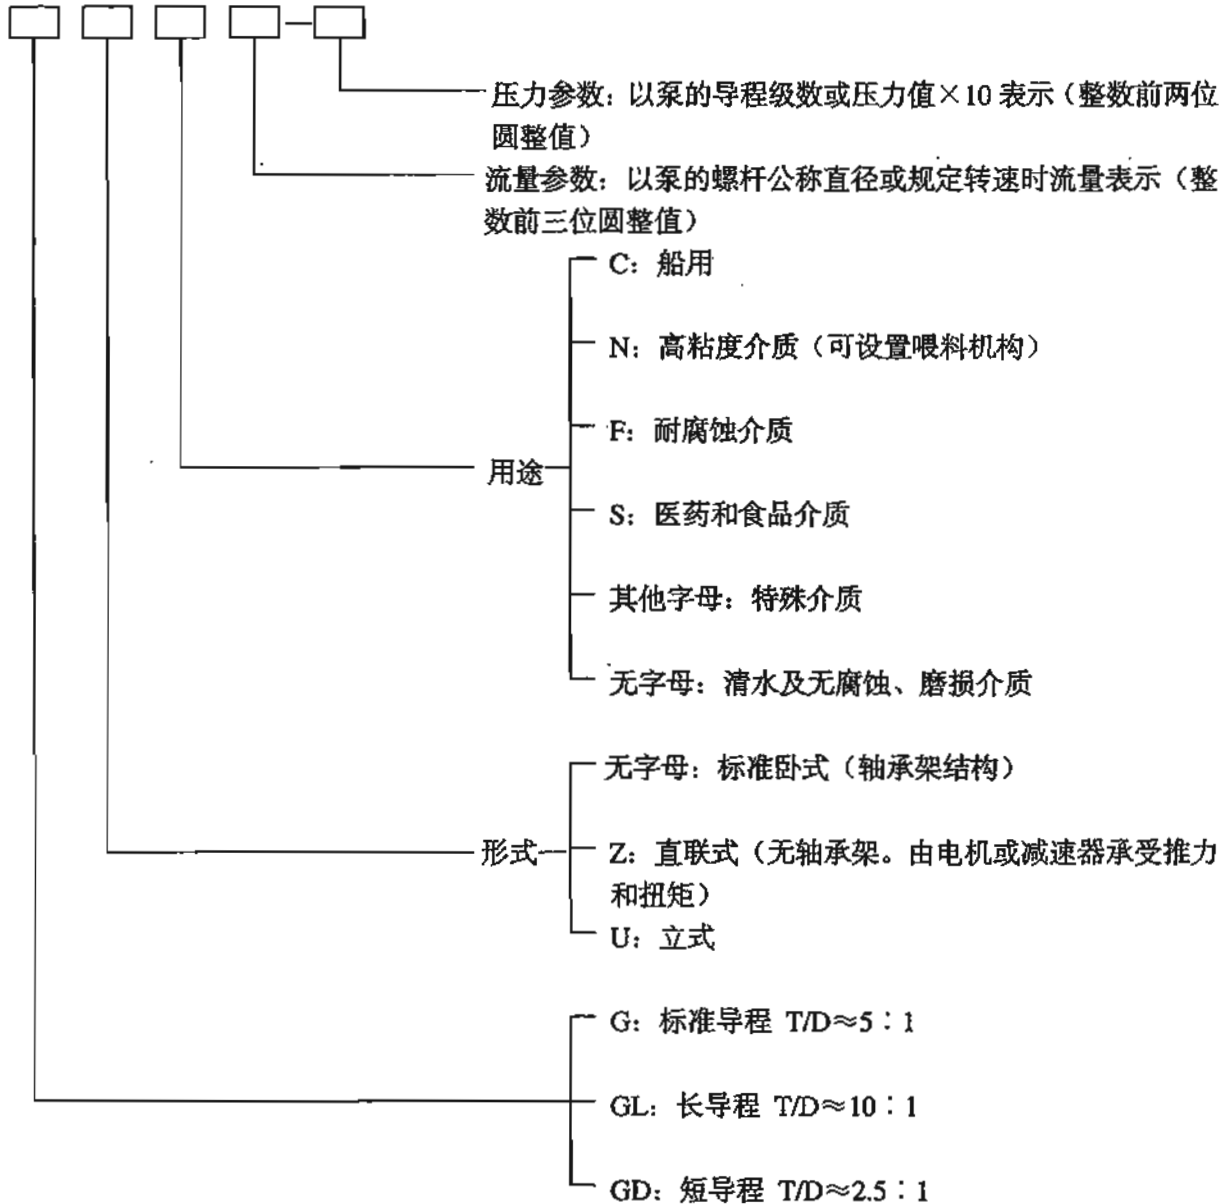 压力参数：以泵的导程级数或压力值×10 表示（整数前两位
圆整值）
流量参数：以泵的螺杆公称直径或规定转速时流量表示（整
数前三位圆整值）
C：船用
N：高粘度介质（可设置喂料机构）
F：耐腐蚀介质
用途
S：医药和食品介质
其他字母：特殊介质
无字母：清水及无腐蚀、磨损介质
无字母：标准卧式（轴承架结构）
形式
Z：直联式（无轴承架。由电机或减速器承受推力
和扭矩）
U：立式
G：标准导程 T/D≈5∶1
GL：长导程 T/D≈10∶1
GD：短导程 T/D≈2.5∶1